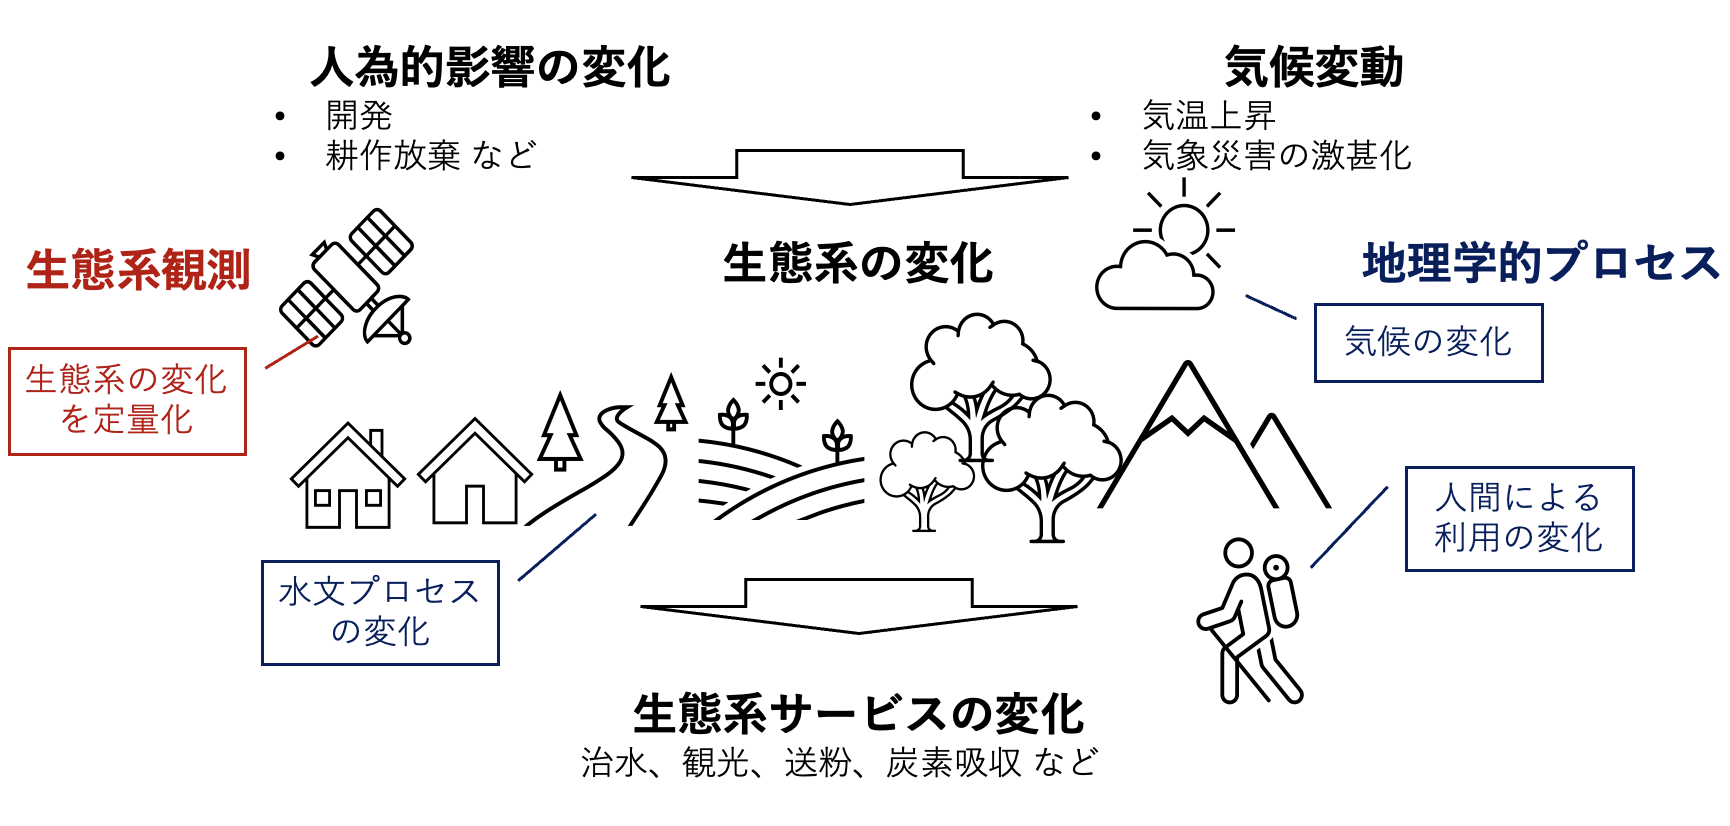 人為的影響の変化
• 開発
• 耕作放棄 など
気候変動
• 気温上昇
• 気象災害の激甚化
生態系観測
生態系の変化
を定量化
生態系の変化
地理学的プロセス
気候の変化
人間による
利用の変化
水文プロセス
の変化
生態系サービスの変化
治水、観光、送粉、炭素吸収 など